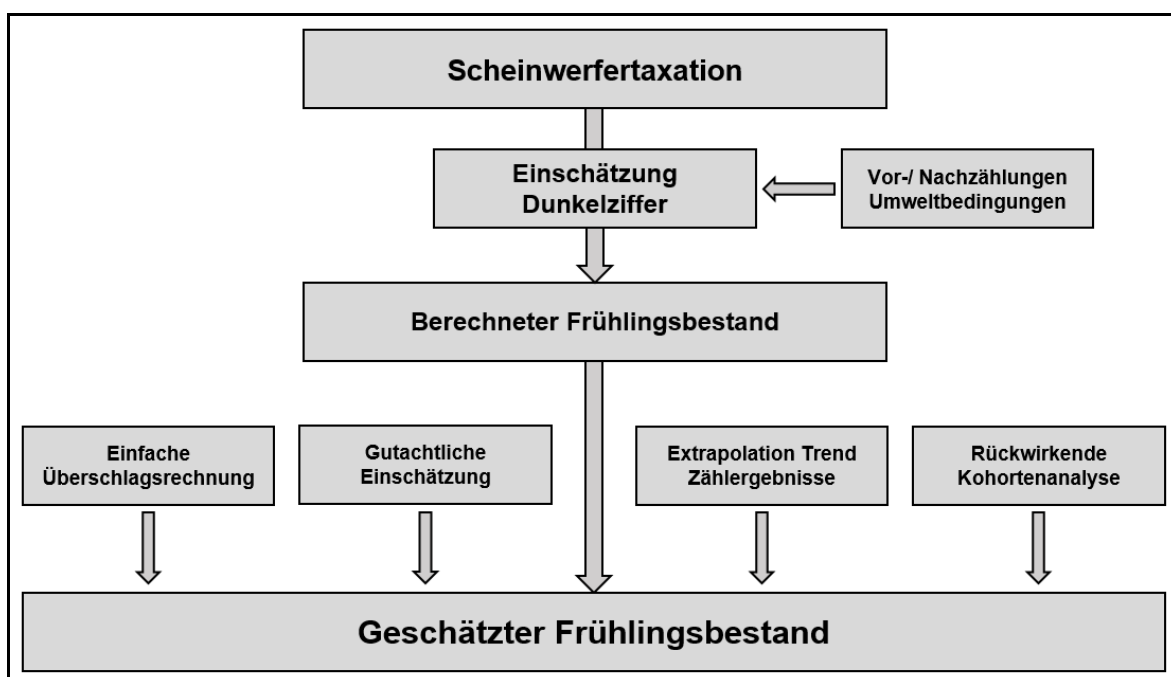 Scheinwerfertaxation
Einschätzung
Dunkelziffer
Vor-/ Nachzählungen
Umweltbedingungen
Berechneter Frühlingsbestand
Einfache
Überschlagsrechnung
Gutachtliche
Einschätzung
Extrapolation Trend
Zählergebnisse
Rückwirkende
Kohortenanalyse
Geschätzter Frühlingsbestand